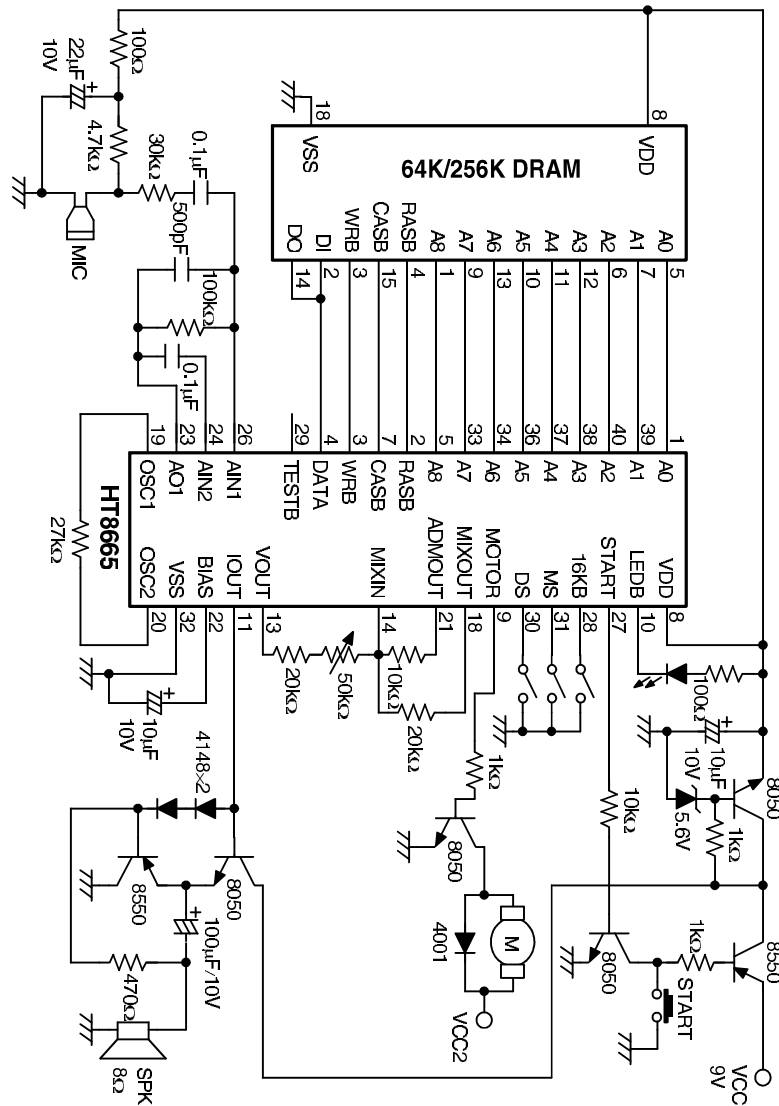 VCC
9V
8550
1kΩ
START
8050
10kΩ
8050
1kΩ
5.6V
10µF
10V
100Ω
64K/256K DRAM
VDD
8
VSS
18
A0
5
A1
7
A2
6
A3
12
A4
11
A5
10
A6
13
A7
9
A8
1
RASB
4
CASB
15
WRB
3
DI
2
DO
14
HT8665
1
A0
39
A1
40
A2
38
A3
37
A4
36
A5
34
A6
33
A7
5
A8
2
RASB
7
CASB
3
WRB
4
DATA
29
TESTB
26
AIN1
24
AIN2
23
AO1
19
OSC1
VDD
8
LEDB
10
START
27
16KB
28
MS
31
DS
30
MOTOR
9
MIXOUT
18
ADMOUT
21
MIXIN
14
VOUT
13
IOUT
11
BIAS
22
VSS
32
OSC2
20
27kΩ
1kΩ
8050
M
4001
VCC2
10kΩ
20kΩ
50kΩ
20kΩ
10µF
10V
4148×2
8050
8550
100µF/10V
470Ω
SPK
8Ω
100Ω
22µF
10V
4.7kΩ
MIC
30kΩ
0.1µF
500pF
100kΩ
0.1µF